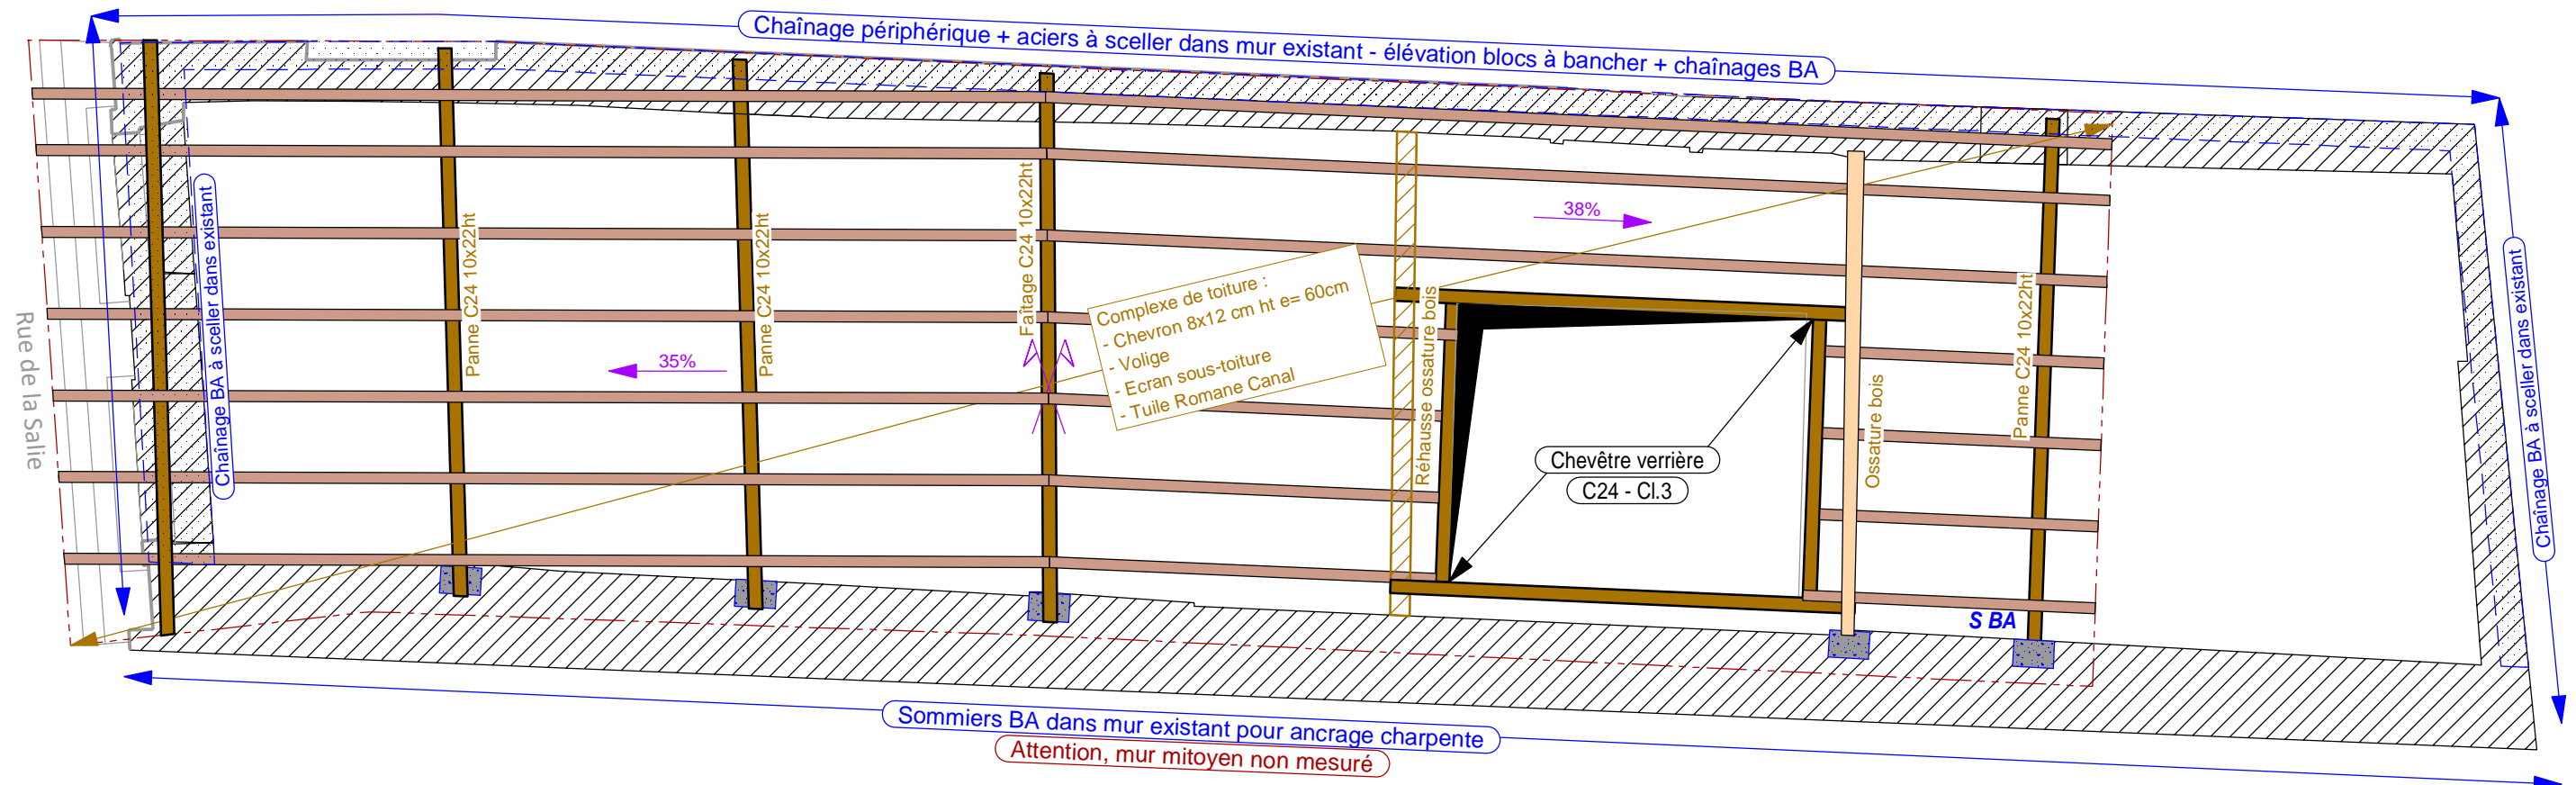 Chaînage périphérique + aciers à sceller dans mur existant - élévation blocs à bancher + chaînages BA
Rue de la Salie
Chaînage BA à sceller dans existant
Panne C24 10x22ht
35%
Panne C24 10x22ht
Faîtage C24 10x22ht
Complexe de toiture :
- Chevron 8x12 cm ht e= 60cm
- Volige
- Ecran sous-toiture
- Tuile Romane Canal
Réhausse ossature bois
38%
Chevêtre verrière
C24 - Cl.3
Ossature bois
Panne C24 10x22ht
S BA
Chaînage BA à sceller dans existant
Sommiers BA dans mur existant pour ancrage charpente
Attention, mur mitoyen non mesuré